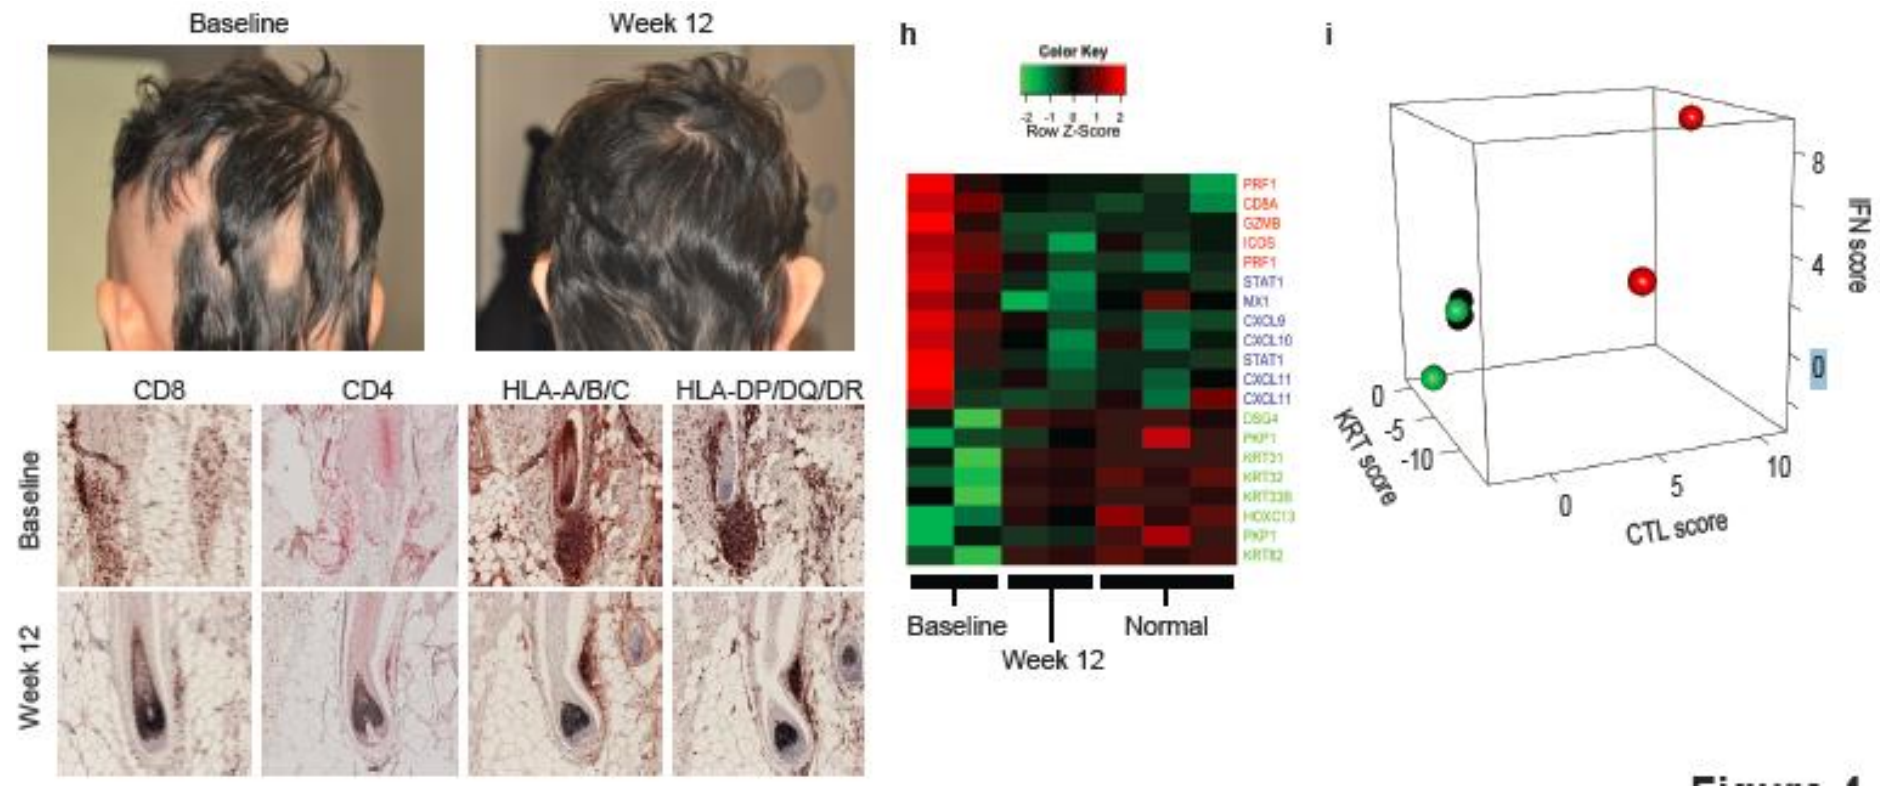 Baseline
Week 12
CD8
CD4
HLA-A/B/C
HLA-DP/DQ/DR
Baseline
Week 12
h
Color Key
-2 -1 0 1 2
Row Z-Score
PRF1
CD8A
GZMB
ICOS
PRF1
STAT1
MX1
CXCL9
CXCL10
STAT1
CXCL11
CXCL11
DSG4
PKP1
KRT31
KRT32
KRT33B
HOXC13
PKP1
KRT82
Baseline
Week 12
Normal
i
8
4
0
IFN score
0
-5
-10
KRT score
0
5
10
CTL score